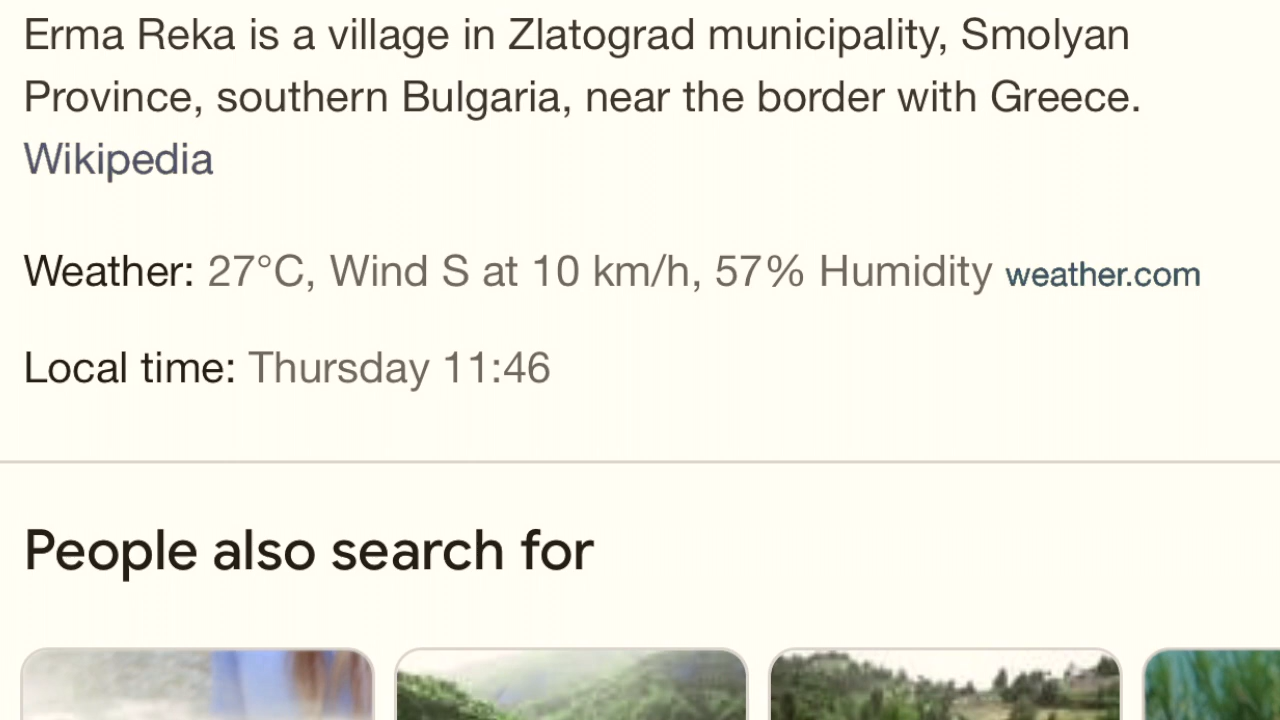 Erma Reka is a village in Zlatograd municipality, Smolyan
Province, southern Bulgaria, near the border with Greece.
Wikipedia
Weather: 27°C, Wind S at 10 km/h, 57% Humidity weather.com
Local time: Thursday 11:46
People also search for